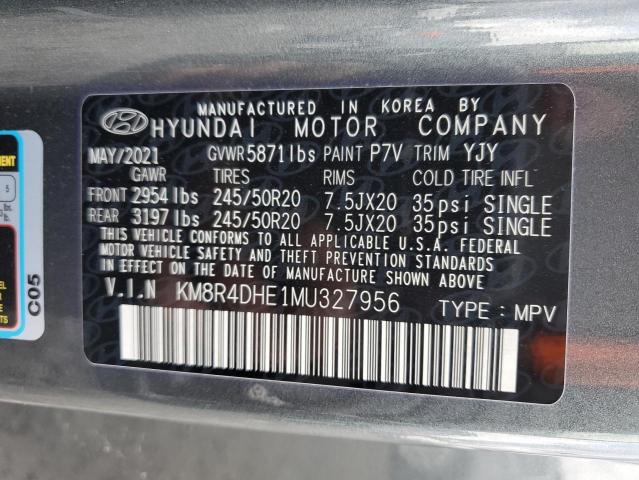 MANUFACTURED IN KOREA BY
HYUNDAI MOTOR COMPANY
MAY/2021 GVWR 5871lbs PAINT P7V TRIM YJY
GAWR TIRES RIMS COLD TIRE INFL
FRONT 2954 lbs 245/50R20 7.5JX20 35psi SINGLE
REAR 3197 lbs 245/50R20 7.5JX20 35psi SINGLE
THIS VEHICLE CONFORMS TO ALL APPLICABLE U.S.A. FEDERAL
MOTOR VEHICLE SAFETY AND THEFT PREVENTION STANDARDS
IN EFFECT ON THE DATE OF MANUFACTURE SHOWN ABOVE
V.I.N KM8R4DHE1MU327956 TYPE : MPV
C05
5